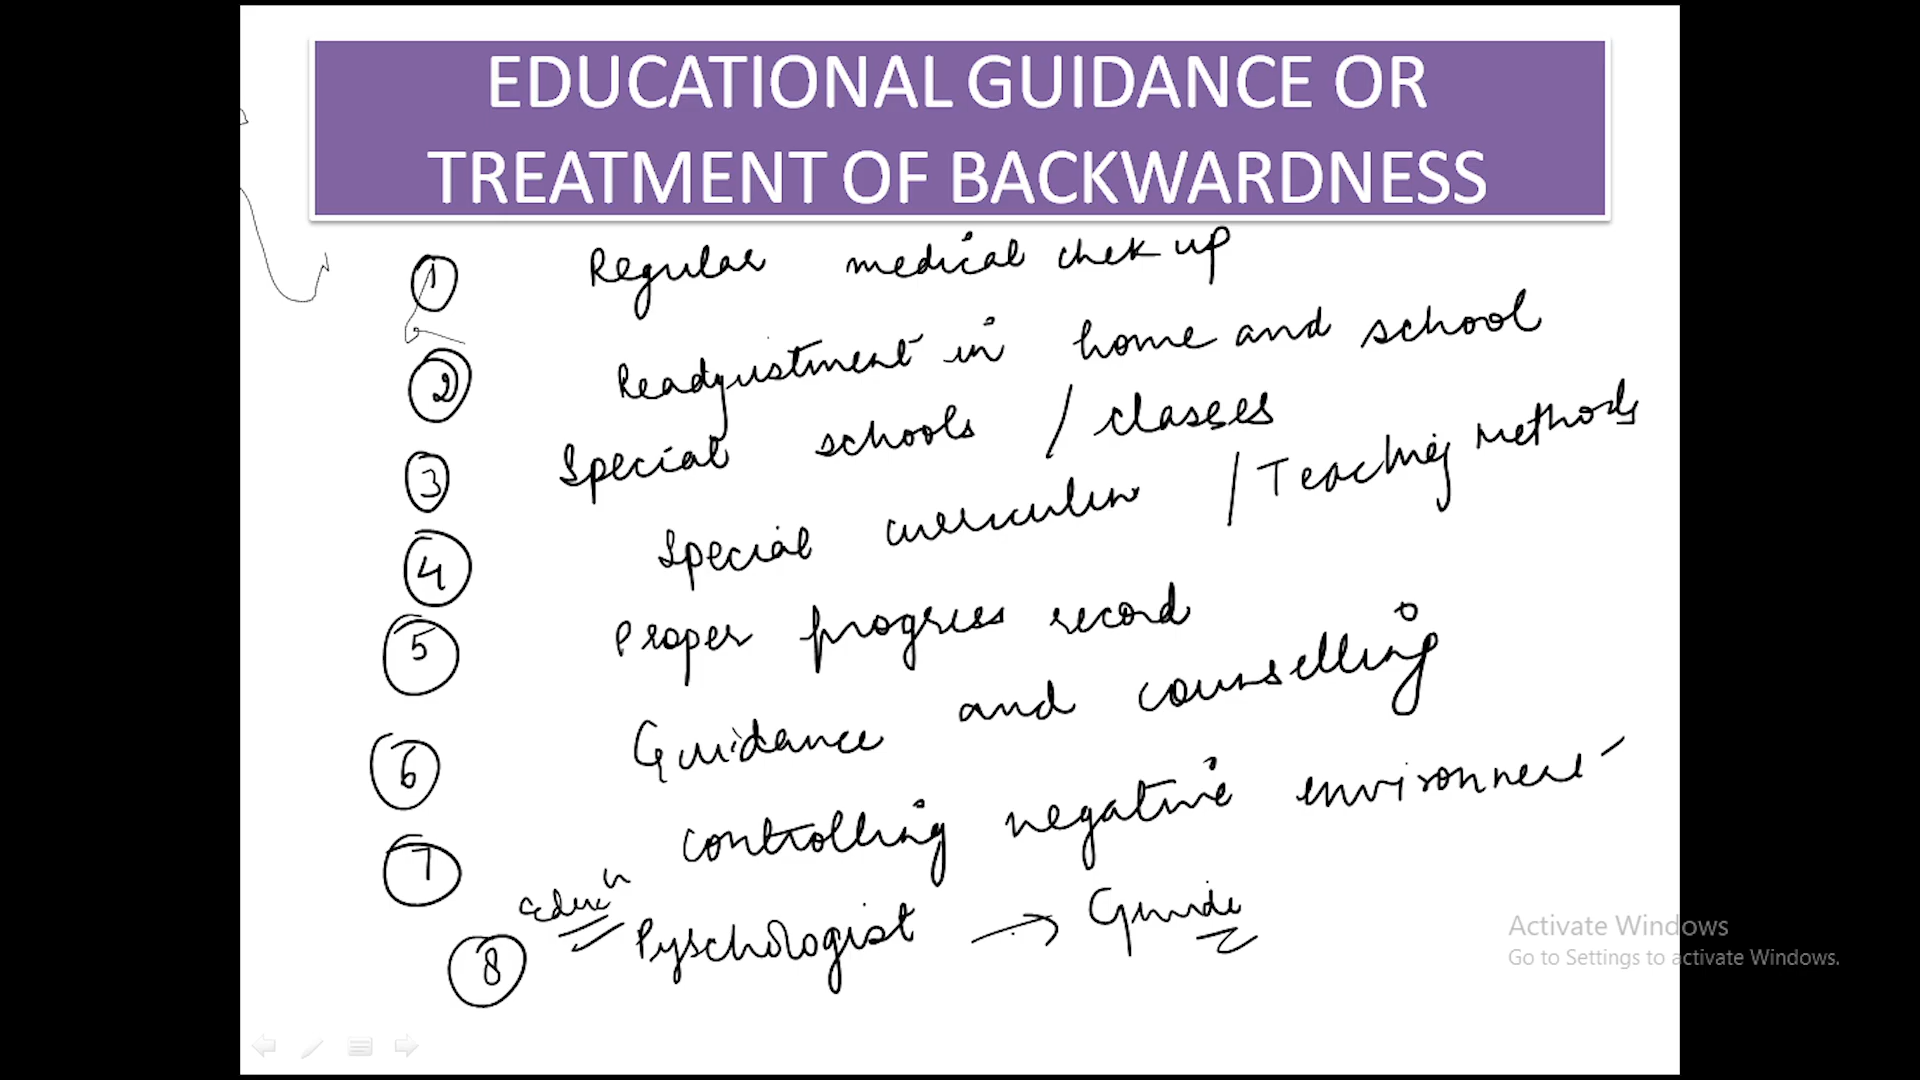 EDUCATIONAL GUIDANCE OR
TREATMENT OF BACKWARDNESS
1 Regular medical chek up
2 Readjustment in home and school
3 Special schools / classes
4 Special curriculum / Teaching Methods
5 Proper progress record
6 Guidance and counselling
7 controlling negative environment
8 Educn Pyschologist → Guide
Activate Windows
Go to Settings to activate Windows.